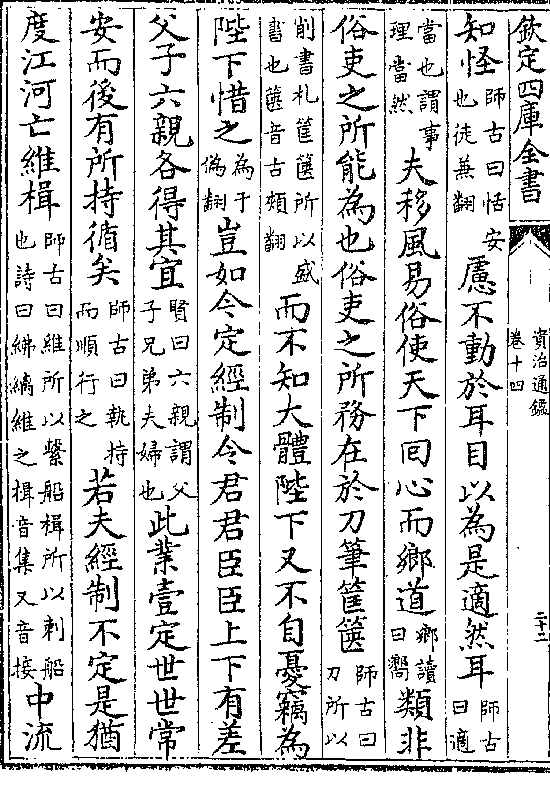 欽定四庫全書
資治通鑑
卷十四
二十二
知怪師古曰恬安也徒兼翻慮不動於耳目以為是適然耳師古曰適
當也謂事理當然夫移風易俗使天下回心而鄉道鄉讀曰嚮類非
俗吏之所能為也俗吏之所務在於刀筆筐篋師古曰刀所以
削書札筐篋所以盛書也篋音古頰翻而不知大體陛下又不自憂竊為
陛下惜之為于偽翻豈如今定經制令君君臣臣上下有差
父子六親各得其宜賢曰六親謂父子兄弟夫婦也此業壹定世世常
安而後有所持循矣師古曰執持而順行之若夫經制不定是猶
度江河亡維楫師古曰維所以繫船楫所以刺船也詩曰紼縭維之楫音集又音接中流